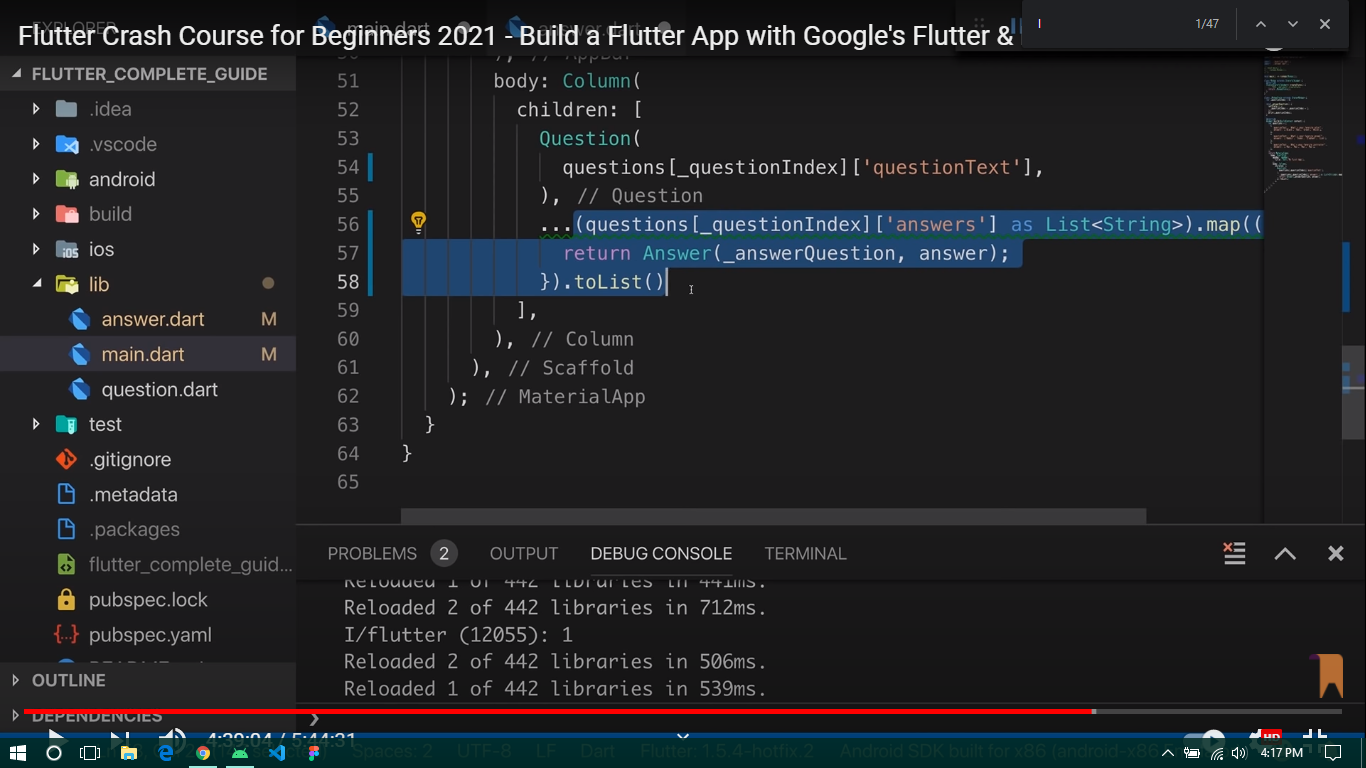 Flutter Crash Course for Beginners 2021 - Build a Flutter App with Google's Flutter &
1/47
EXPLORER
main.dart
answer.dart
FLUTTER_COMPLETE_GUIDE
.idea
.vscode
android
build
ios
lib
answer.dart M
main.dart M
question.dart
test
.gitignore
.metadata
.packages
flutter_complete_guid...
pubspec.lock
pubspec.yaml
OUTLINE
DEPENDENCIES
51 body: Column(
52 children: [
53 Question(
54 questions[_questionIndex]['questionText'],
55 ), // Question
56 ...(questions[_questionIndex]['answers'] as List<String>).map((
57 return Answer(_answerQuestion, answer);
58 }).toList()
59 ],
60 ), // Column
61 ), // Scaffold
62 ); // MaterialApp
63 }
64 }
65
PROBLEMS 2 OUTPUT DEBUG CONSOLE TERMINAL
Reloaded 1 of 442 libraries in 441ms.
Reloaded 2 of 442 libraries in 712ms.
I/flutter (12055): 1
Reloaded 2 of 442 libraries in 506ms.
Reloaded 1 of 442 libraries in 539ms.
4:39:04 / 5:44:31
HD
Spaces: 2 UTF-8 LF Dart Flutter: 1.5.4-hotfix.2 Android SDK built for x86 (android-x86
4:17 PM